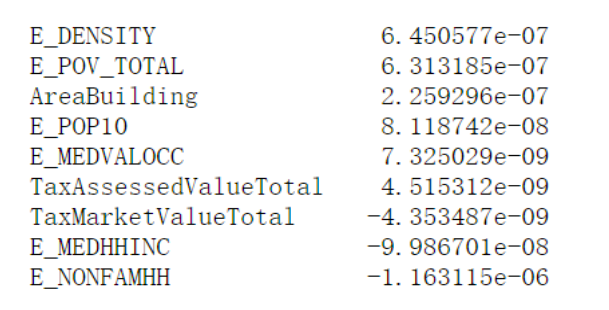 E_DENSITY 6.450577e-07
E_POV_TOTAL 6.313185e-07
AreaBuilding 2.259296e-07
E_POP10 8.118742e-08
E_MEDVALOCC 7.325029e-09
TaxAssessedValueTotal 4.515312e-09
TaxMarketValueTotal -4.353487e-09
E_MEDHHINC -9.986701e-08
E_NONFAMHH -1.163115e-06